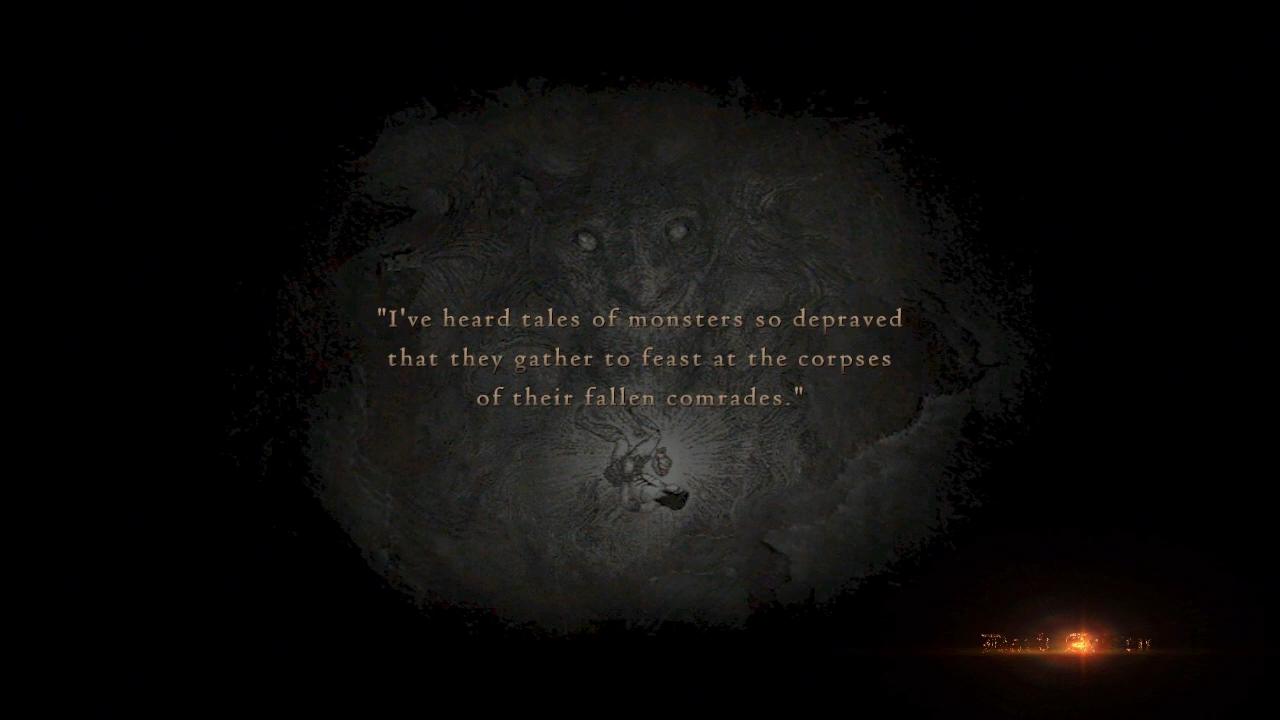 "I've heard tales of monsters so depraved
that they gather to feast at the corpses
of their fallen comrades."